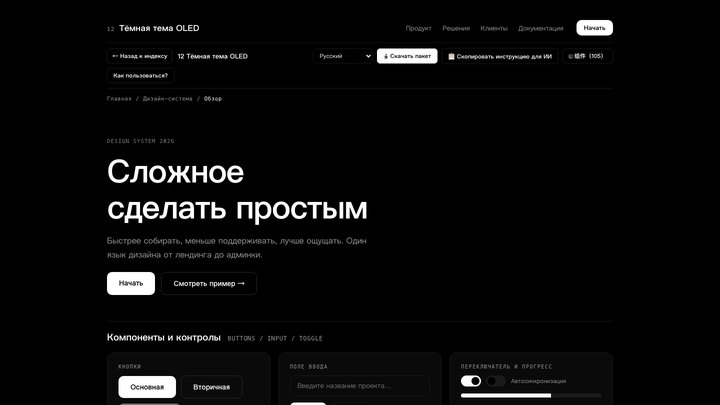 12 Тёмная тема OLED
Продукт Решения Клиенты Документация Начать
← Назад к индексу 12 Тёмная тема OLED Русский Скачать пакет Скопировать инструкцию для ИИ 组件 (105)
Как пользоваться?
Главная / Дизайн-система / Обзор
DESIGN SYSTEM 2026
Сложное
сделать простым
Быстрее собирать, меньше поддерживать, лучше ощущать. Один
язык дизайна от лендинга до админки.
Начать Смотреть пример →
Компоненты и контролы BUTTONS / INPUT / TOGGLE
КНОПКИ ПОЛЕ ВВОДА ПЕРЕКЛЮЧАТЕЛЬ И ПРОГРЕСС
Основная Вторичная Введите название проекта… Автосинхронизация